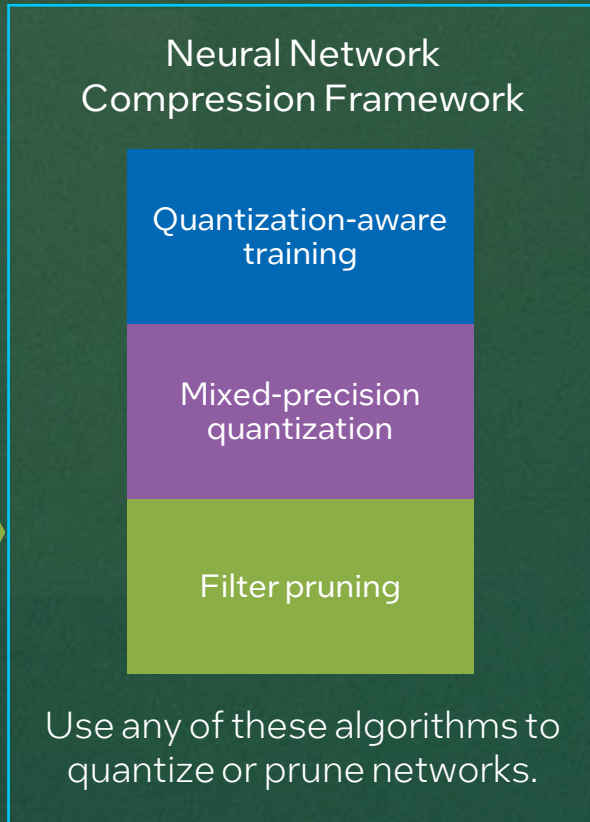 Neural Network
Compression Framework
Quantization-aware
training
Mixed-precision
quantization
Filter pruning
Use any of these algorithms to
quantize or prune networks.